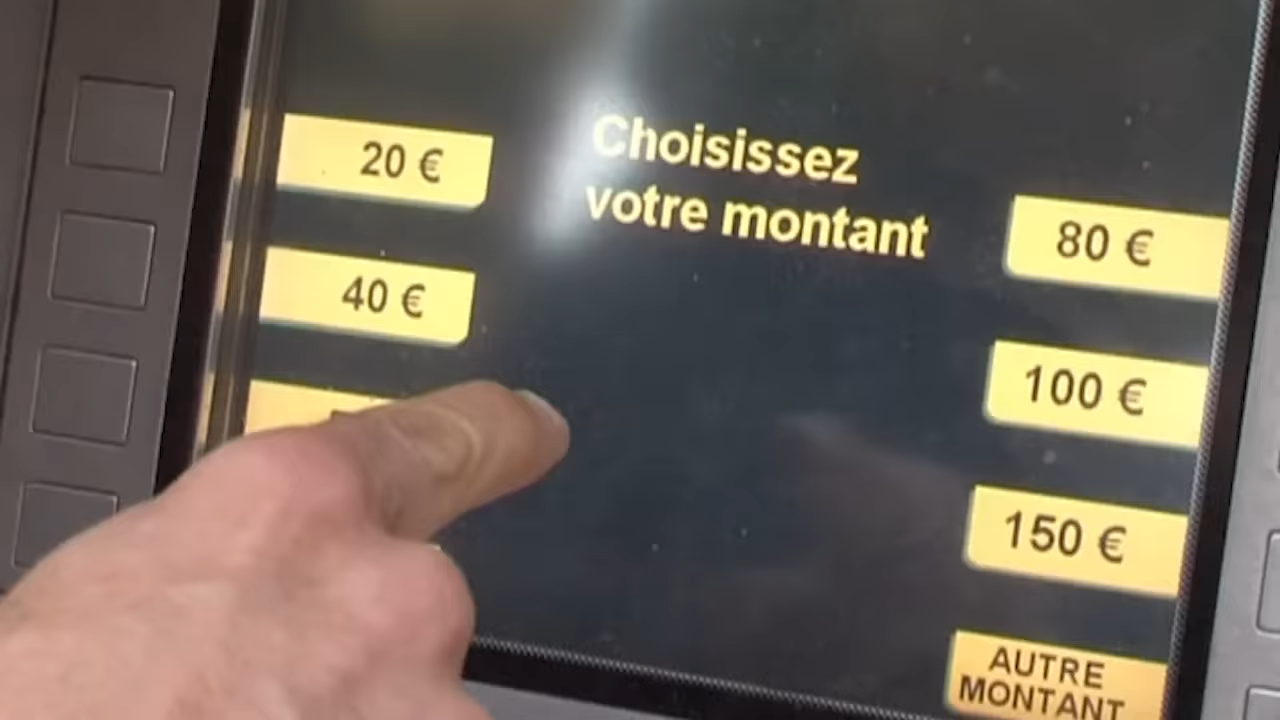 20 €
40 €
Choisissez
votre montant
80 €
100 €
150 €
AUTRE
MONTANT